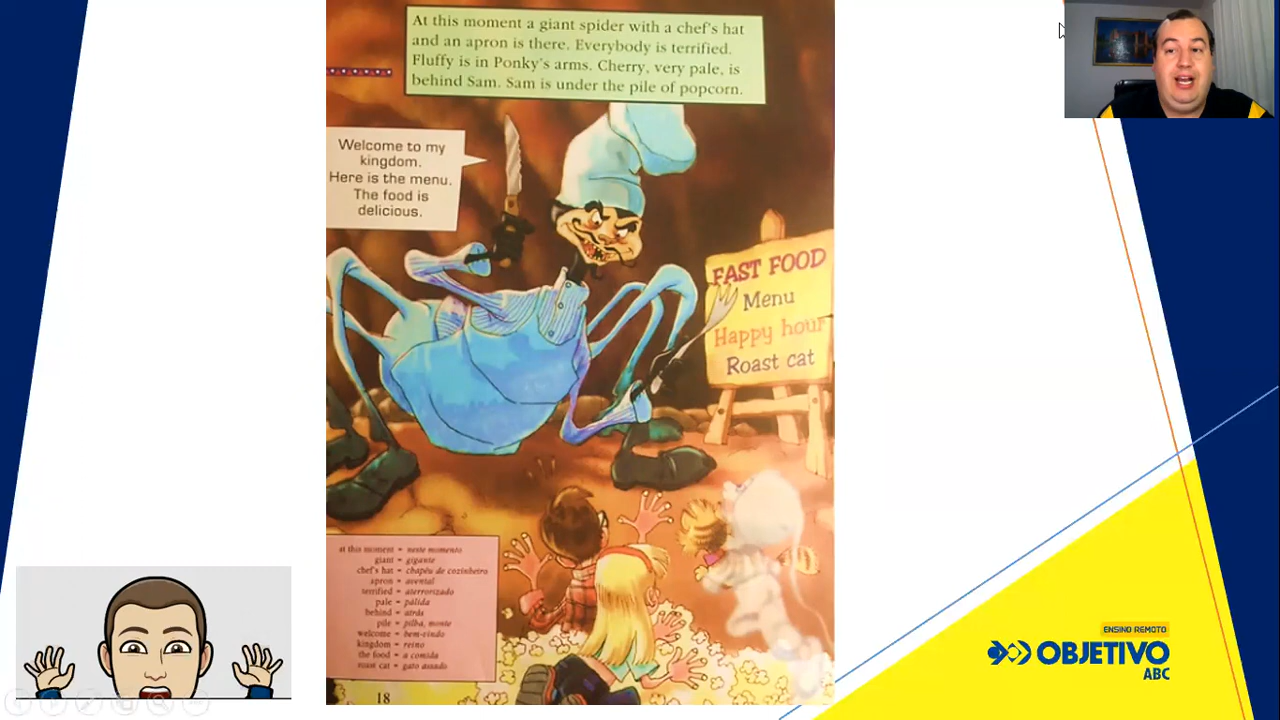 At this moment a giant spider with a chef's hat
and an apron is there. Everybody is terrified.
Fluffy is in Ponky's arms. Cherry, very pale, is
behind Sam. Sam is under the pile of popcorn.
Welcome to my
kingdom.
Here is the menu.
The food is
delicious.
FAST FOOD
Menu
Happy hour
Roast cat
at this moment = neste momento
giant = gigante
chef's hat = chapéu de cozinheiro
apron = avental
terrified = aterrorizado
pale = pálida
behind = atrás
pile = pilha, monte
welcome = bem-vindo
kingdom = reino
the food = a comida
roast cat = gato assado
18
ENSINO REMOTO
OBJETIVO
ABC